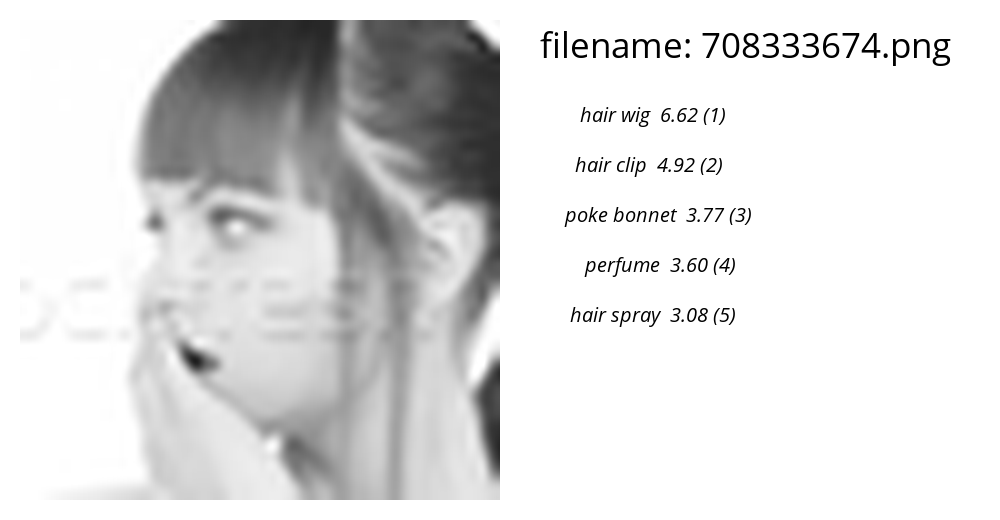 filename: 708333674.png
hair wig 6.62 (1)
hair clip 4.92 (2)
poke bonnet 3.77 (3)
perfume 3.60 (4)
hair spray 3.08 (5)